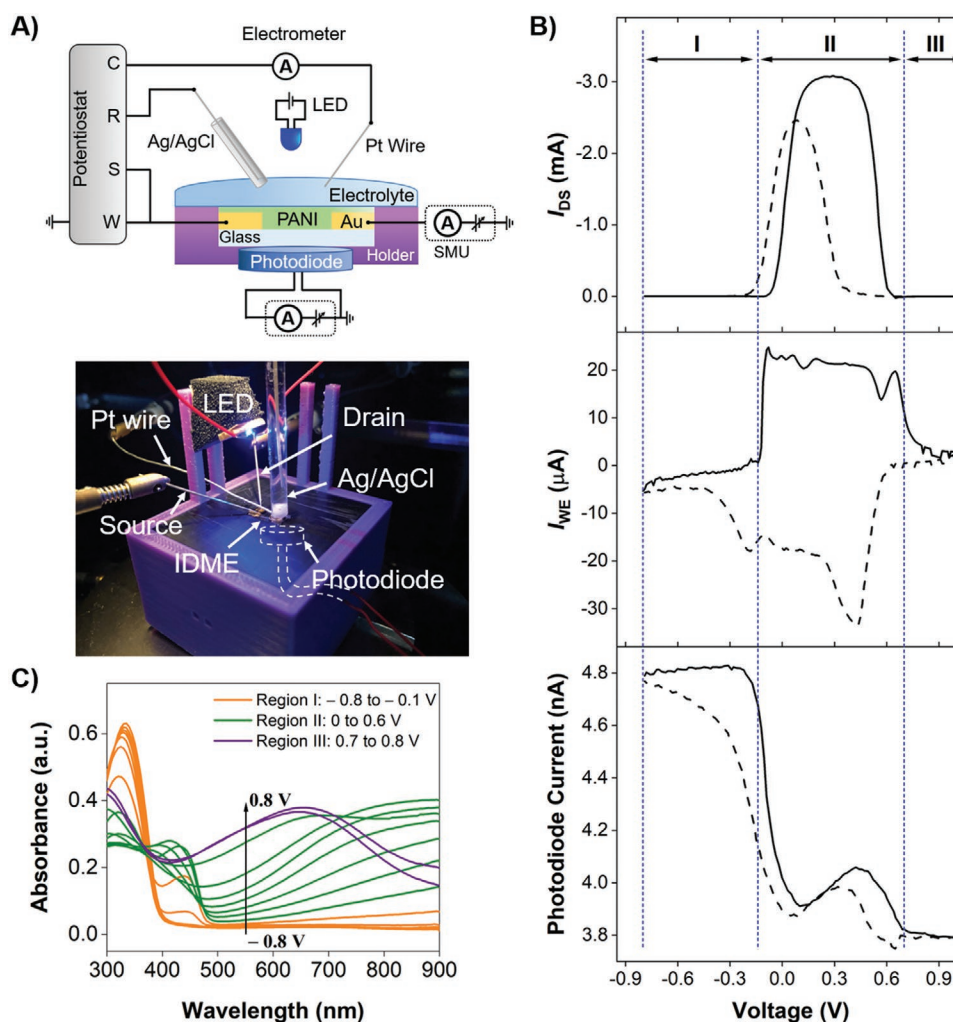 A)
Electrometer
Potentiostat
C
R
S
W
A
LED
Ag/AgCl
Pt Wire
Electrolyte
PANI
Au
Glass
Photodiode
Holder
A
SMU
A
LED
Pt wire
Drain
Ag/AgCl
Source
IDME
Photodiode
B)
I II III
I_DS (mA)
-3.0
-2.0
-1.0
0.0
I_WE (µA)
20
10
0
-10
-20
-30
Photodiode Current (nA)
4.8
4.6
4.4
4.2
4.0
3.8
-0.9 -0.6 -0.3 0.0 0.3 0.6 0.9
Voltage (V)
C)
Region I: – 0.8 to – 0.1 V
Region II: 0 to 0.6 V
Region III: 0.7 to 0.8 V
0.8 V
– 0.8 V
Absorbance (a.u.)
0.6
0.4
0.2
0.0
300 400 500 600 700 800 900
Wavelength (nm)